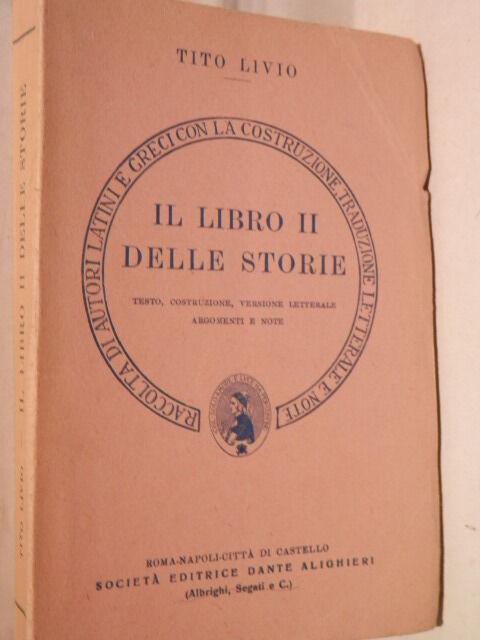 TITO LIVIO
RACCOLTA DI AUTORI LATINI E GRECI CON LA COSTRUZIONE, TRADUZIONE LETTERALE E NOTE
IL LIBRO II
DELLE STORIE
TESTO, COSTRUZIONE, VERSIONE LETTERALE
ARGOMENTI E NOTE
ROMA-NAPOLI-CITTÀ DI CASTELLO
SOCIETÀ EDITRICE DANTE ALIGHIERI
(Albrighi, Segati e C.)
TITO LIVIO — IL LIBRO II DELLE STORIE